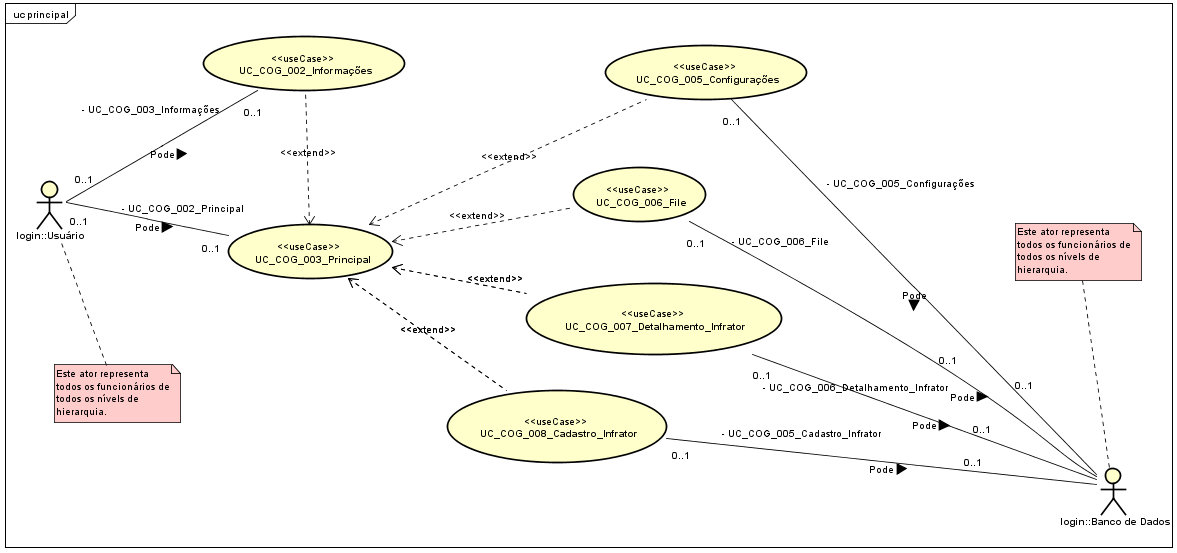 uc principal
<<useCase>>
UC_COG_002_Informações
<<useCase>>
UC_COG_005_Configurações
- UC_COG_003_Informações
0..1
0..1
Pode
<<extend>>
<<extend>>
0..1
- UC_COG_005_Configurações
<<useCase>>
UC_COG_006_File
- UC_COG_002_Principal
0..1
Pode
0..1
login::Usuário
<<extend>>
- UC_COG_006_File
0..1
Este ator representa
todos os funcionários de
todos os nívels de
hierarquia.
<<useCase>>
UC_COG_003_Principal
<<extend>>
Pode
<<useCase>>
UC_COG_007_Detalhamento_Infrator
<<extend>>
0..1
0..1
0..1
- UC_COG_006_Detalhamento_Infrator
Pode
Este ator representa
todos os funcionários de
todos os nívels de
hierarquia.
<<useCase>>
UC_COG_008_Cadastro_Infrator
- UC_COG_005_Cadastro_Infrator
Pode
0..1
0..1
0..1
Pode
login::Banco de Dados